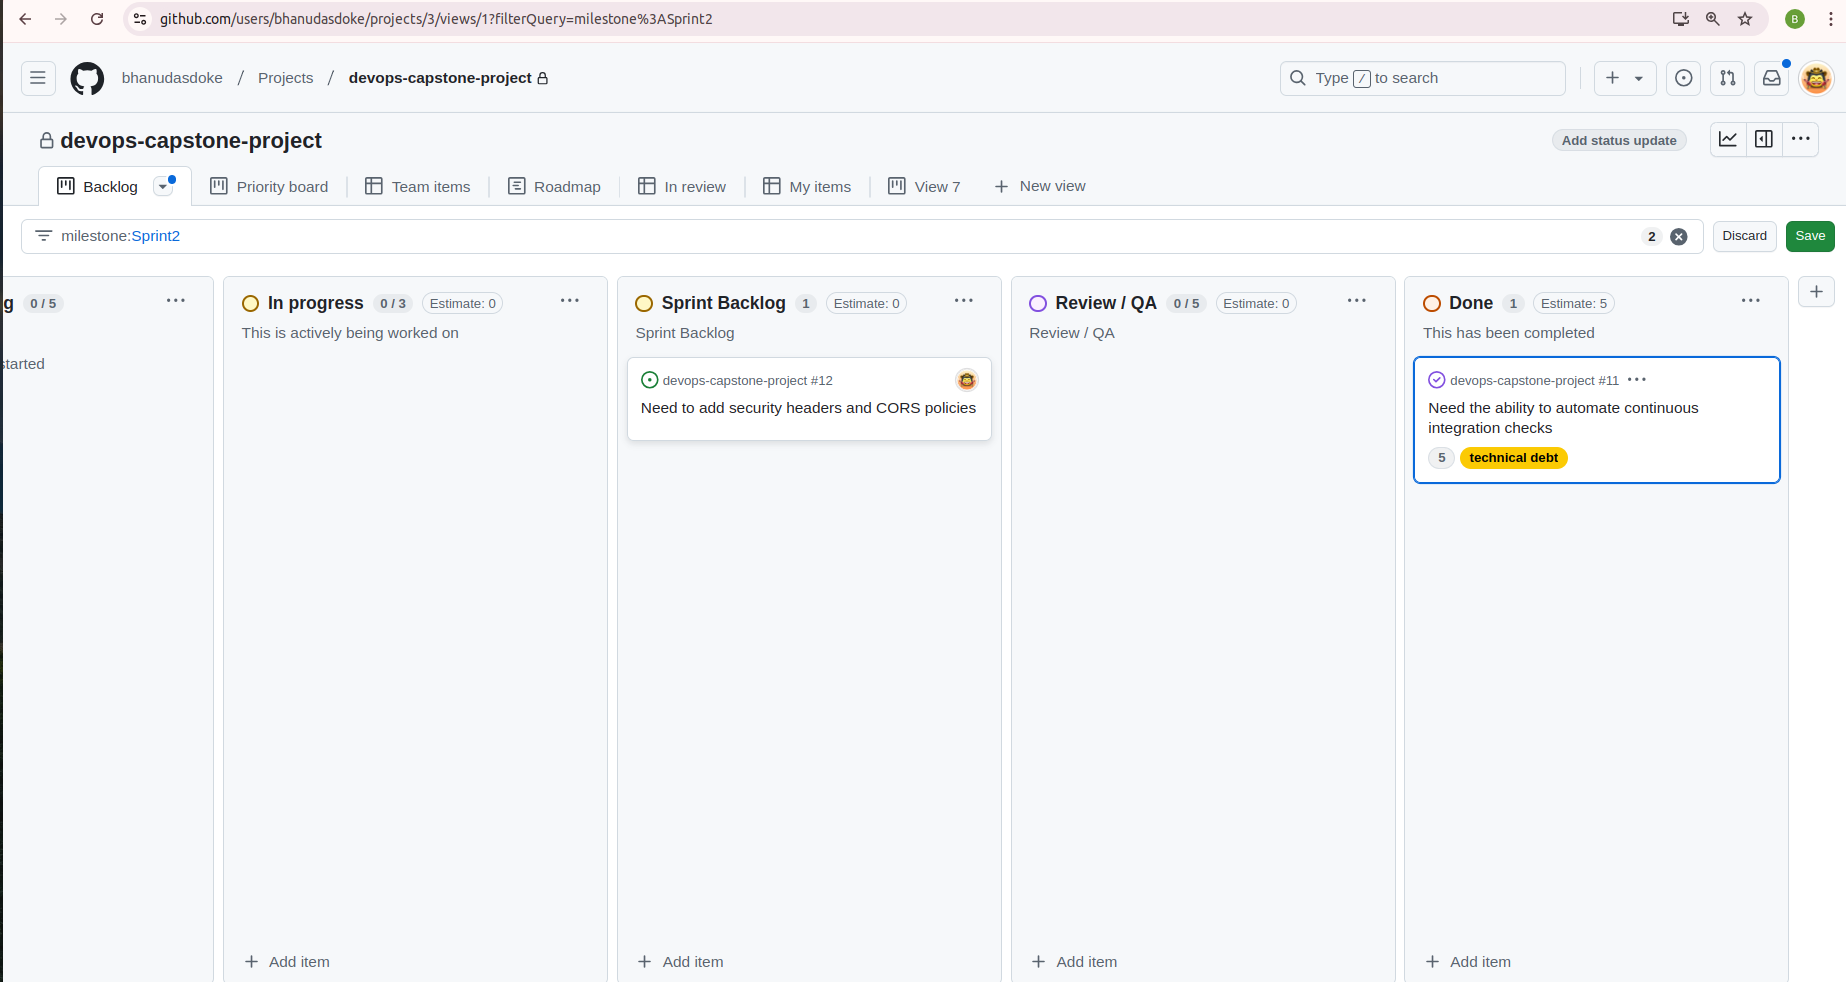 github.com/users/bhanudasdoke/projects/3/views/1?filterQuery=milestone%3ASprint2
B
bhanudasdoke / Projects / devops-capstone-project
Type / to search
devops-capstone-project
Add status update
Backlog
Priority board
Team items
Roadmap
In review
My items
View 7
New view
milestone:Sprint2
2
Discard
Save
g 0 / 5
started
In progress 0 / 3 Estimate: 0
This is actively being worked on
Add item
Sprint Backlog 1 Estimate: 0
Sprint Backlog
devops-capstone-project #12
Need to add security headers and CORS policies
Add item
Review / QA 0 / 5 Estimate: 0
Review / QA
Add item
Done 1 Estimate: 5
This has been completed
devops-capstone-project #11
Need the ability to automate continuous
integration checks
5 technical debt
Add item